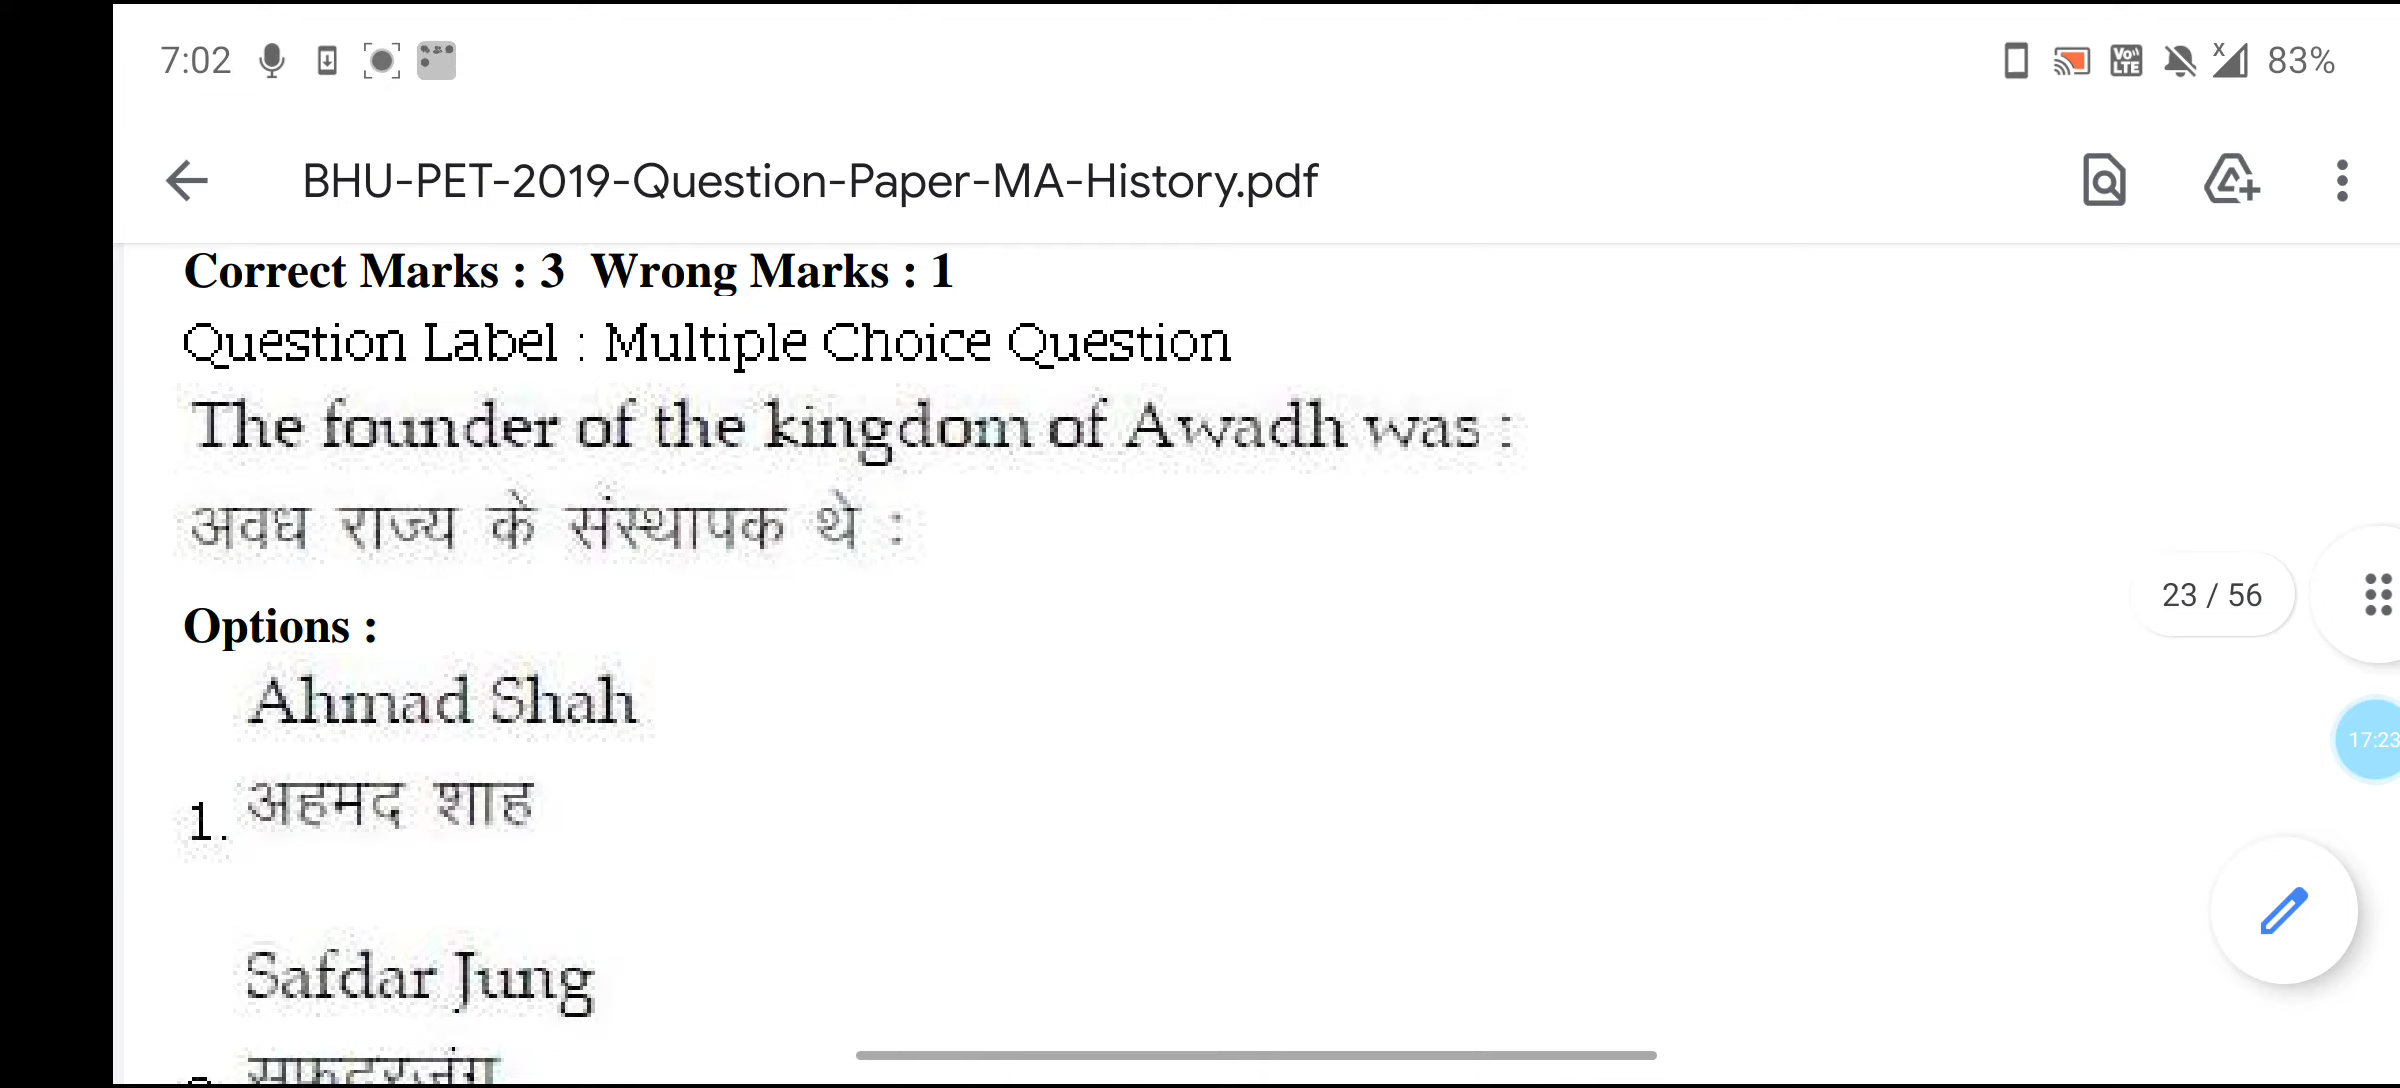 7:02
VoLTE
x
83%
BHU-PET-2019-Question-Paper-MA-History.pdf
Correct Marks : 3 Wrong Marks : 1
Question Label : Multiple Choice Question
The founder of the kingdom of Awadh was :
अवध राज्य के संस्थापक थे :
23 / 56
Options :
Ahmad Shah
17:23
1. अहमद शाह
Safdar Jung
सफदरजंग